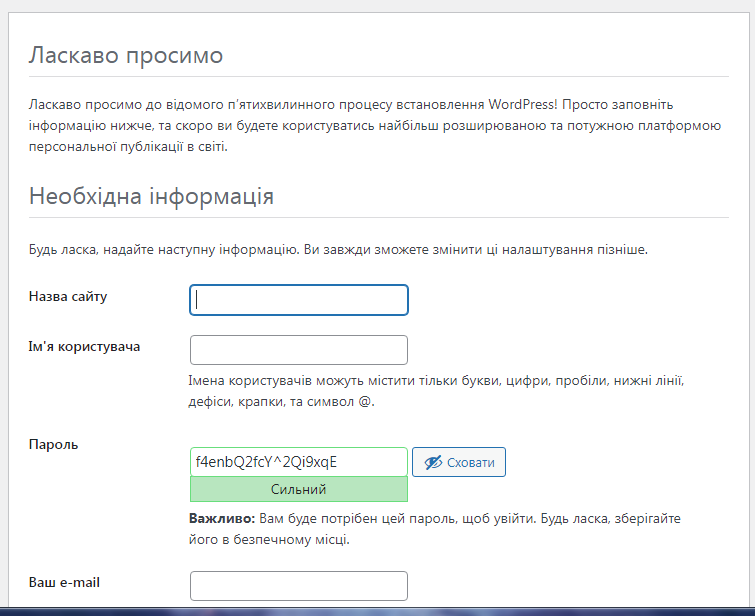 Ласкаво просимо
Ласкаво просимо до відомого п’ятихвилинного процесу встановлення WordPress! Просто заповніть
інформацію нижче, та скоро ви будете користуватись найбільш розширюваною та потужною платформою
персональної публікації в світі.
Необхідна інформація
Будь ласка, надайте наступну інформацію. Ви завжди зможете змінити ці налаштування пізніше.
Назва сайту
Ім'я користувача
Імена користувачів можуть містити тільки букви, цифри, пробіли, нижні лінії,
дефіси, крапки, та символ @.
Пароль
f4enbQ2fcY^2Qi9xqE
Сховати
Сильний
Важливо: Вам буде потрібен цей пароль, щоб увійти. Будь ласка, зберігайте
його в безпечному місці.
Ваш e-mail